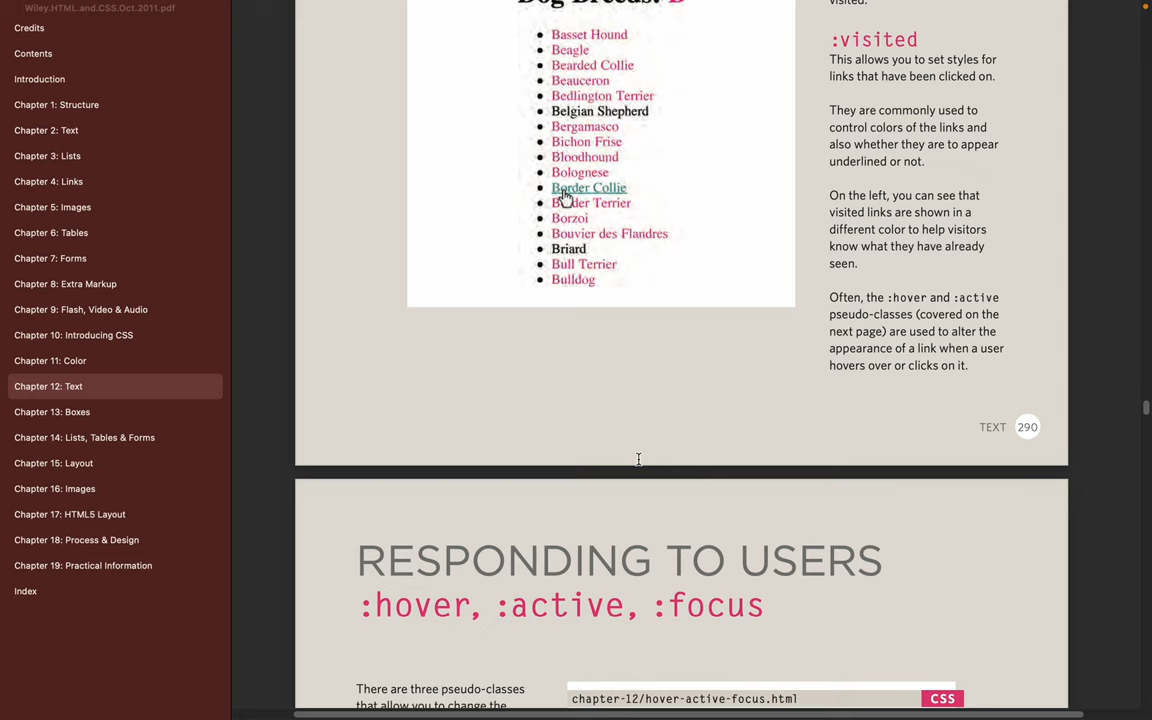 Wiley.HTML.and.CSS.Oct.2011.pdf
Credits
Contents
Introduction
Chapter 1: Structure
Chapter 2: Text
Chapter 3: Lists
Chapter 4: Links
Chapter 5: Images
Chapter 6: Tables
Chapter 7: Forms
Chapter 8: Extra Markup
Chapter 9: Flash, Video & Audio
Chapter 10: Introducing CSS
Chapter 11: Color
Chapter 12: Text
Chapter 13: Boxes
Chapter 14: Lists, Tables & Forms
Chapter 15: Layout
Chapter 16: Images
Chapter 17: HTML5 Layout
Chapter 18: Process & Design
Chapter 19: Practical Information
Index
Dog Breeds: B
Basset Hound
Beagle
Bearded Collie
Beauceron
Bedlington Terrier
Belgian Shepherd
Bergamasco
Bichon Frise
Bloodhound
Bolognese
Border Collie
Border Terrier
Borzoi
Bouvier des Flandres
Briard
Bull Terrier
Bulldog
visited.
:visited
This allows you to set styles for
links that have been clicked on.
They are commonly used to
control colors of the links and
also whether they are to appear
underlined or not.
On the left, you can see that
visited links are shown in a
different color to help visitors
know what they have already
seen.
Often, the :hover and :active
pseudo-classes (covered on the
next page) are used to alter the
appearance of a link when a user
hovers over or clicks on it.
TEXT 290
RESPONDING TO USERS
:hover, :active, :focus
There are three pseudo-classes
that allow you to change the
chapter-12/hover-active-focus.html CSS